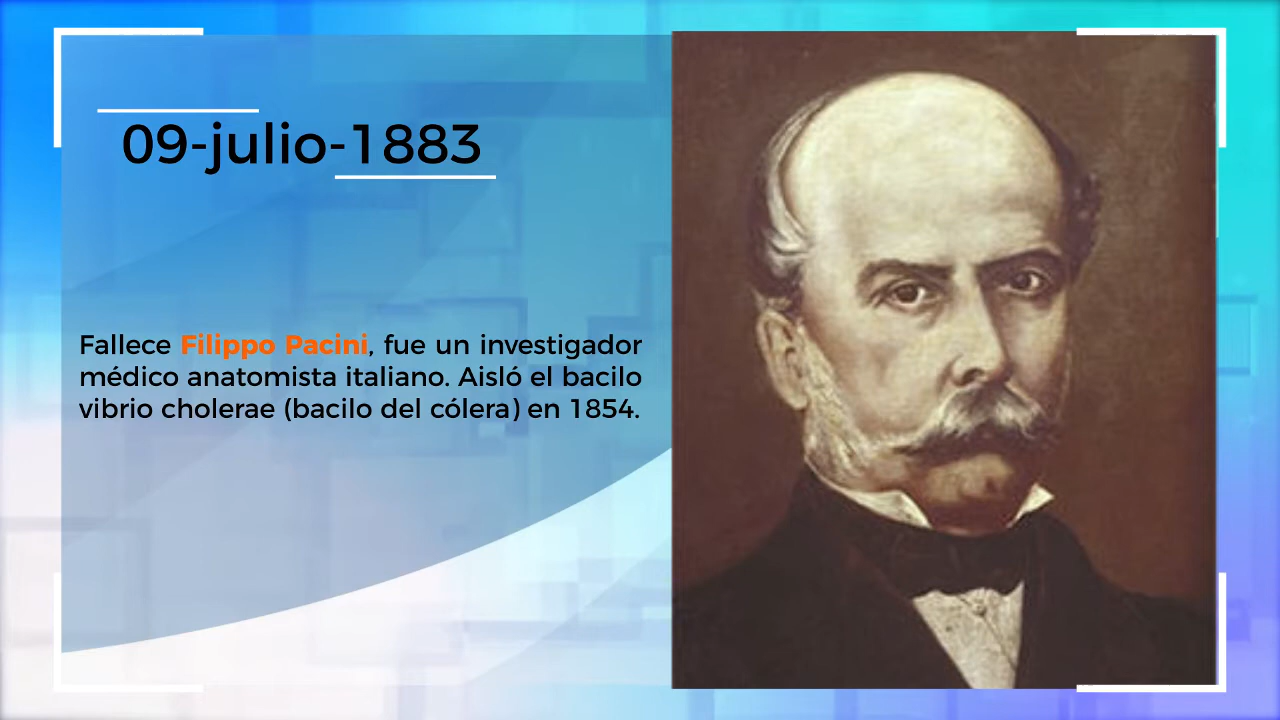 09-julio-1883
Fallece Filippo Pacini, fue un investigador
médico anatomista italiano. Aisló el bacilo
vibrio cholerae (bacilo del cólera) en 1854.